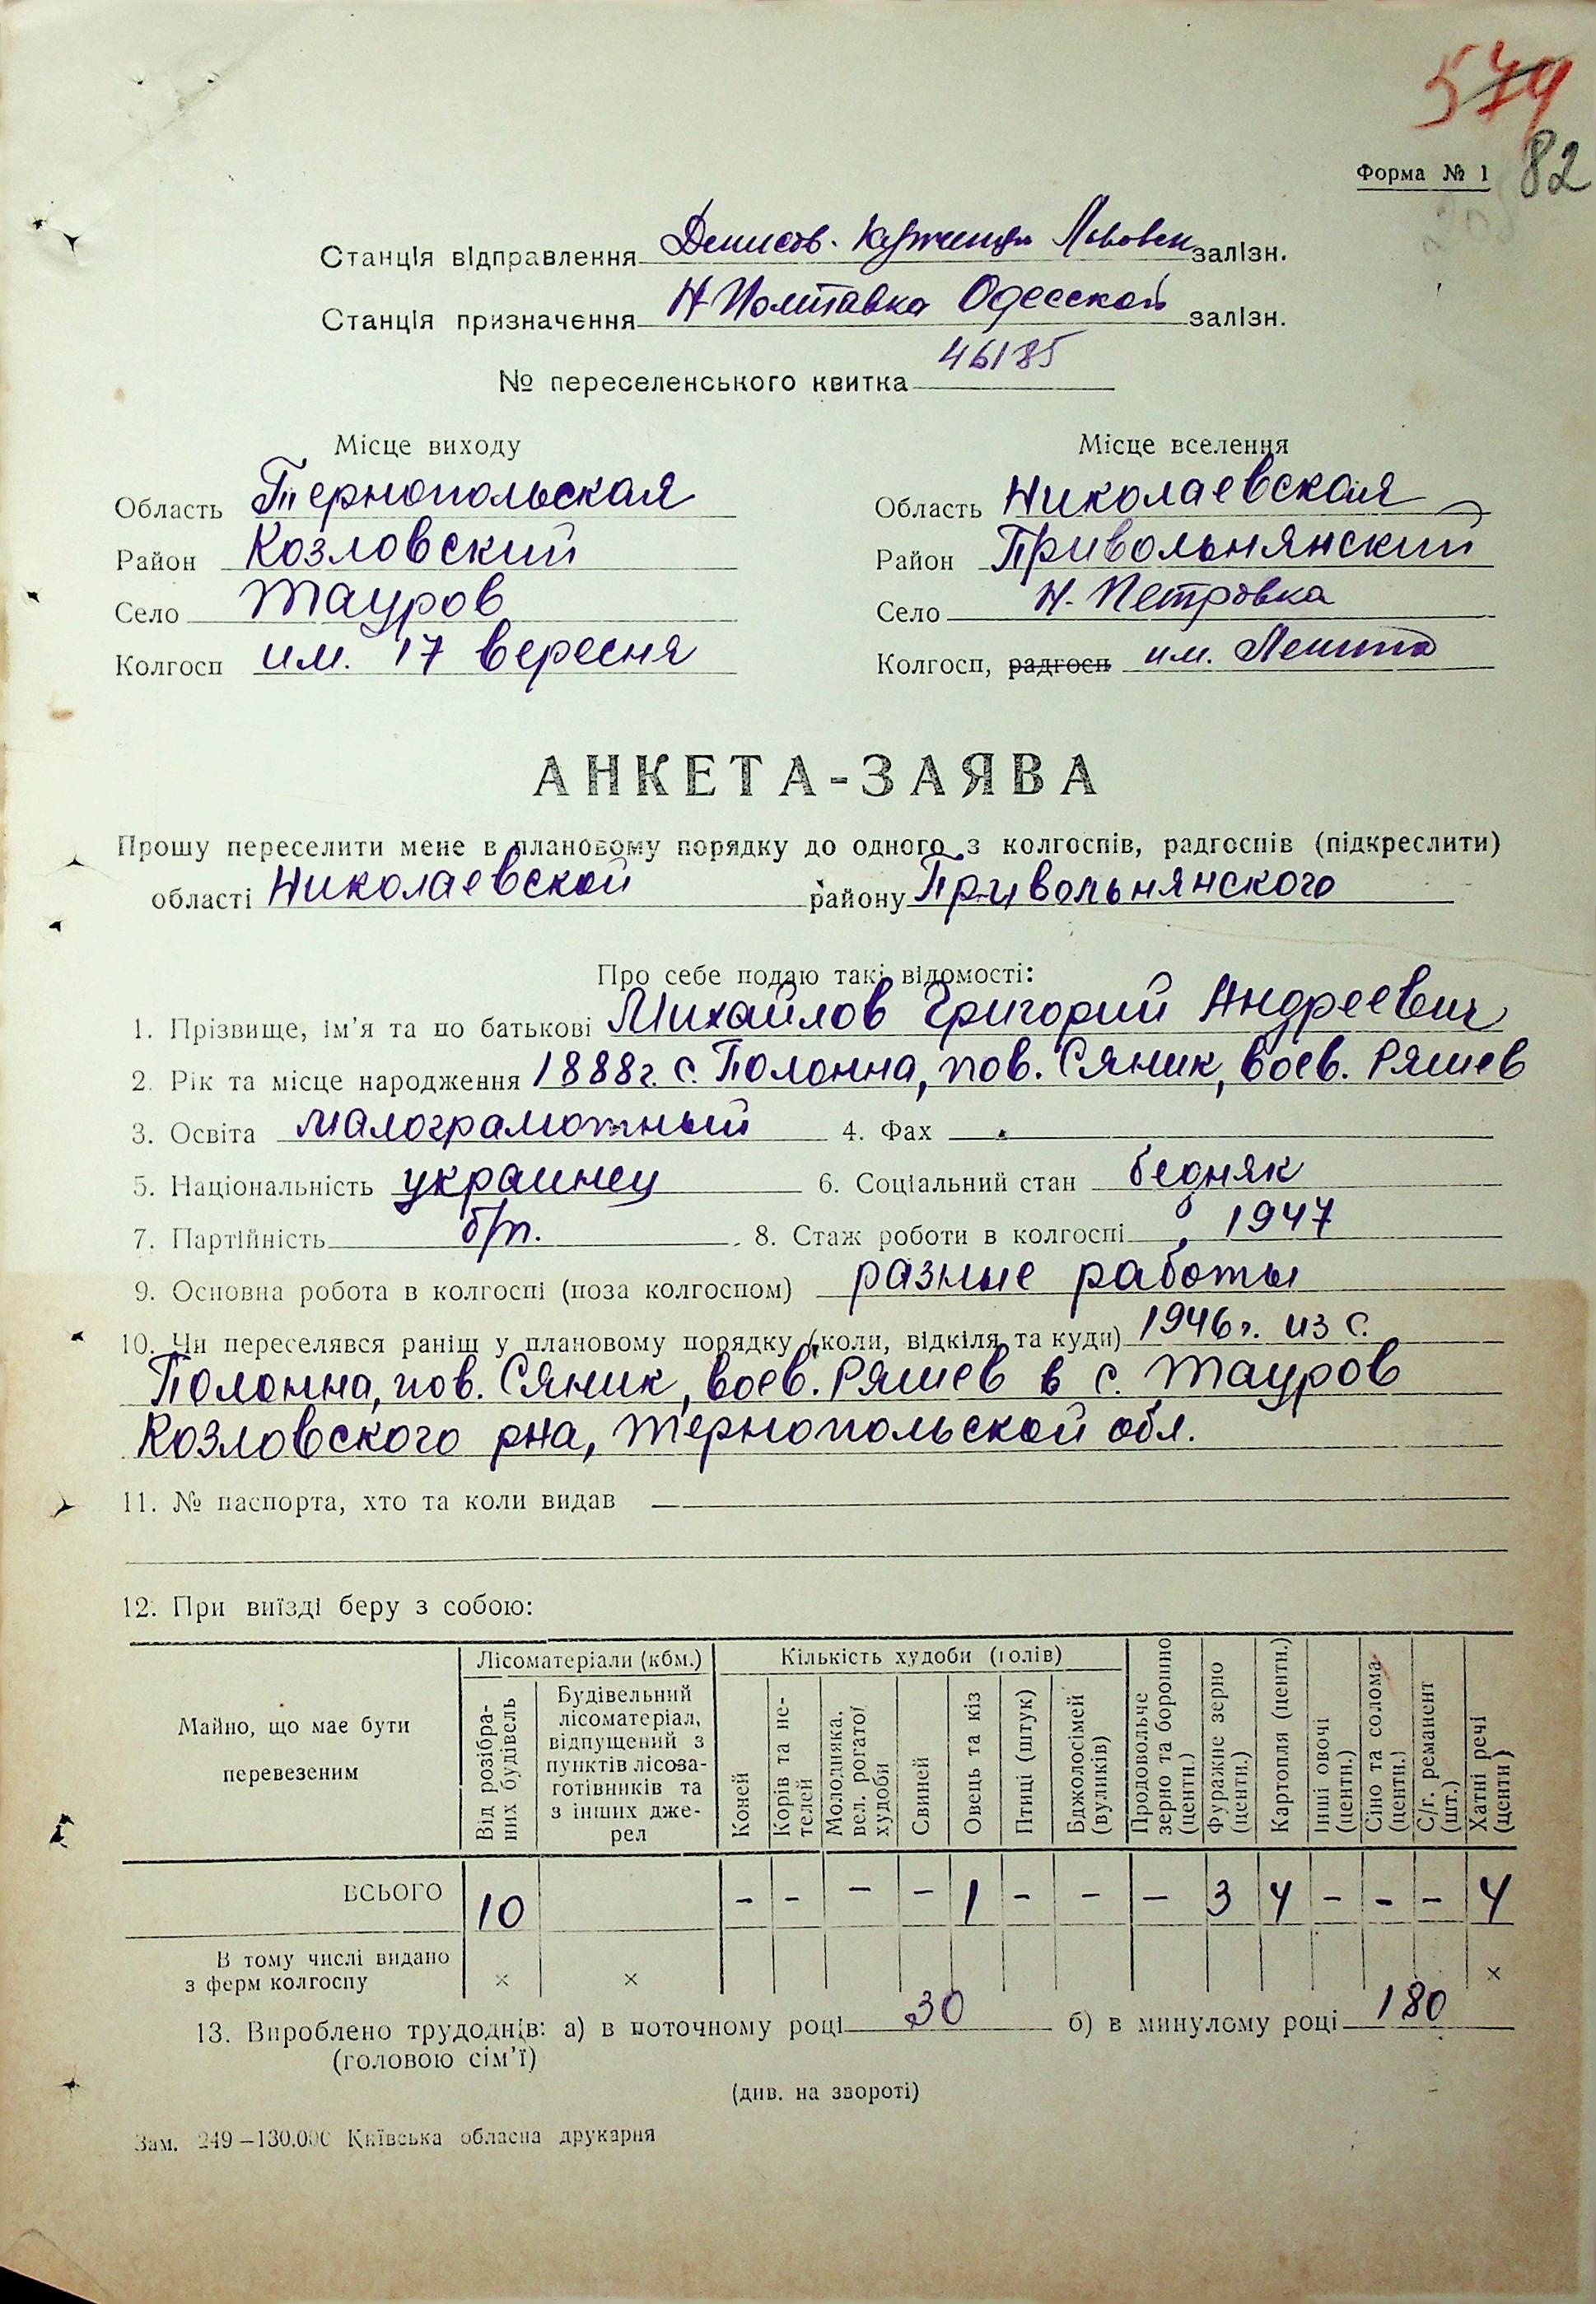 579
Форма № 1 82
Станція відправлення Денисов-Купчинцы Львовск залізн.
Станція призначення Н-Полтавка Одесской залізн.
№ переселенського квитка 46185
Місце виходу Місце вселення
Область Тернопольская Область Николаевская
Район Козловский Район Привольнянский
Село Тауров Село Н. Петровка
Колгосп им. 17 вересня Колгосп, радгосп им. Ленина
АНКЕТА-ЗАЯВА
Прошу переселити мене в плановому порядку до одного з колгоспів, радгоспів (підкреслити)
області Николаевской району Привольнянского
Про себе подаю такі відомості:
1. Прізвище, ім'я та по батькові Михайлов Григорий Андреевич
2. Рік та місце народження 1888г. с. Полонна, пов. Сяник, воев. Ряшев
3. Освіта малограмотный 4. Фах
5. Національність украинец 6. Соціальний стан бедняк
7. Партійність б/п. 8. Стаж роботи в колгоспі 1947
9. Основна робота в колгоспі (поза колгоспом) разные работы
10. Чи переселявся раніш у плановому порядку (коли, відкіля та куди) 1946г. из с.
Полонна, пов. Сяник, воев. Ряшев в с. Тауров
Козловского рна, Тернопольской обл.
11. № паспорта, хто та коли видав —
12. При виїзді беру з собою:
Майно, що має бути перевезеним
Лісоматеріали (кбм.)
Від розібраних будівель
Будівельний лісоматеріал, відпущений з пунктів лісозаготівників та з інших джерел
Кількість худоби (голів)
Коней
Корів та нетелей
Молодняка, вел. рогатої худоби
Свиней
Овець та кіз
Птиці (штук)
Бджолосімей (вуликів)
Продовольче зерно та борошно (центн.)
Фуражне зерно (центн.)
Картопля (центн.)
Інші овочі (центн.)
Сіно та солома (центн.)
С/г. реманент (шт.)
Хатні речі (центн)
ВСЬОГО 10 - - - - 1 - - - 3 4 - - - 4
В тому числі видано
з ферм колгоспу × × ×
13. Вироблено трудоднів: а) в поточному році 30 б) в минулому році 180
(головою сім'ї)
(див. на звороті)
Зам. 249—130.000 Київська обласна друкарня